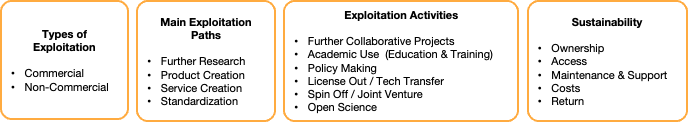 Types of
Exploitation
• Commercial
• Non-Commercial
Main Exploitation
Paths
• Further Research
• Product Creation
• Service Creation
• Standardization
Exploitation Activities
• Further Collaborative Projects
• Academic Use (Education & Training)
• Policy Making
• License Out / Tech Transfer
• Spin Off / Joint Venture
• Open Science
Sustainability
• Ownership
• Access
• Maintenance & Support
• Costs
• Return